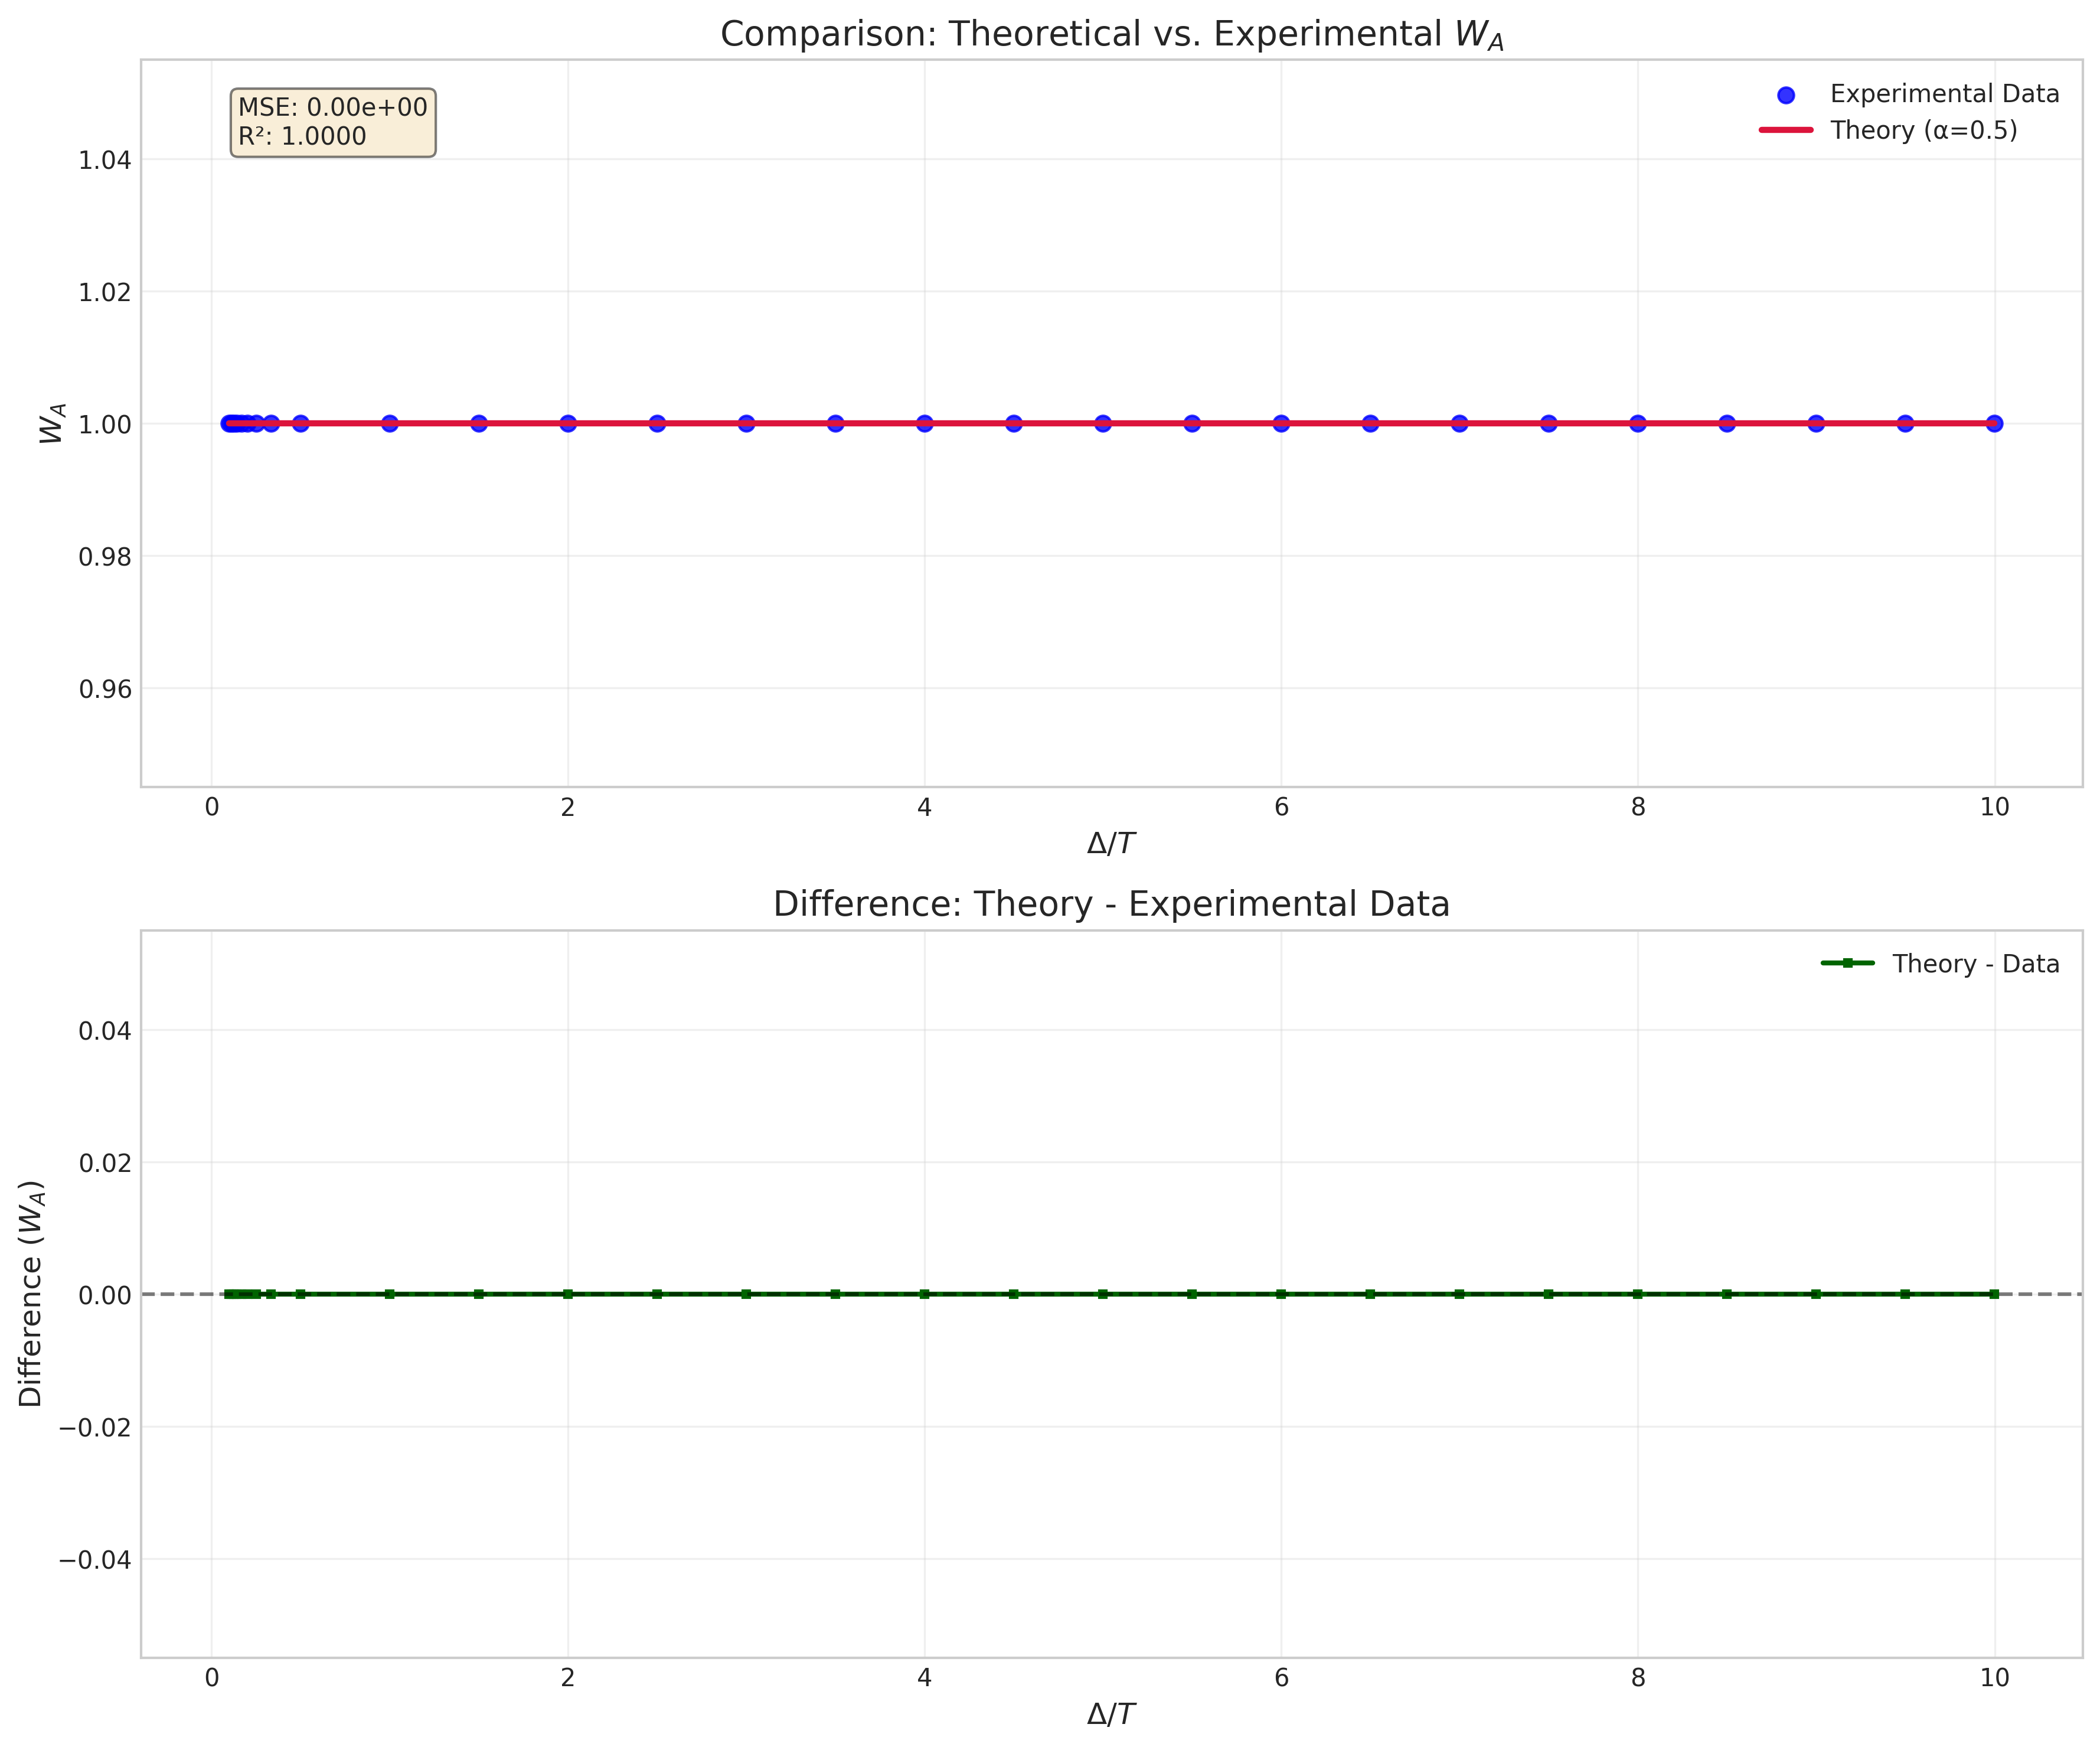 Comparison: Theoretical vs. Experimental W_A
MSE: 0.00e+00
R²: 1.0000
Experimental Data
Theory (α=0.5)
1.04
1.02
1.00
0.98
0.96
W_A
0 2 4 6 8 10
Δ/T
Difference: Theory - Experimental Data
Theory - Data
0.04
0.02
0.00
−0.02
−0.04
Difference (W_A)
0 2 4 6 8 10
Δ/T